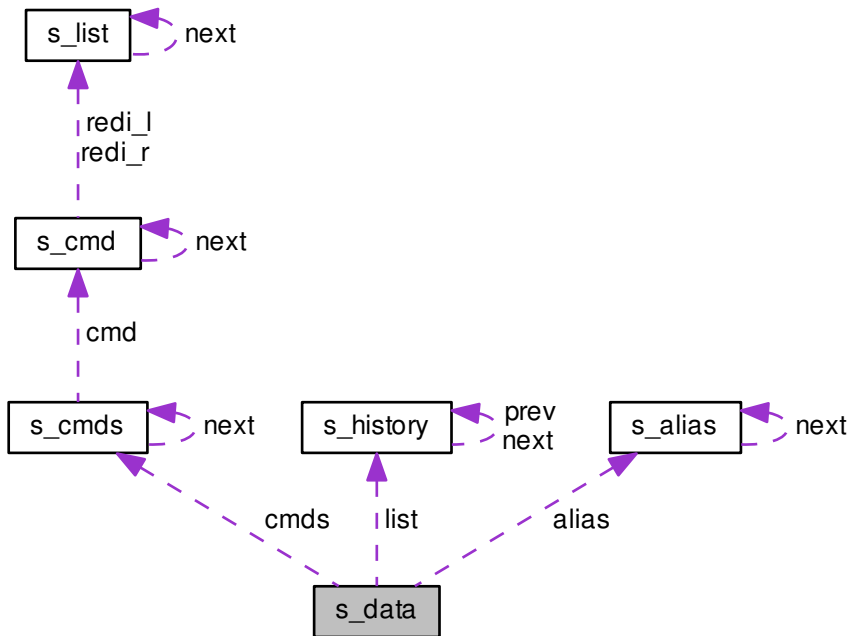 s_list
next
redi_l
redi_r
s_cmd
next
cmd
s_cmds
next
s_history
prev
next
s_alias
next
cmds
list
alias
s_data